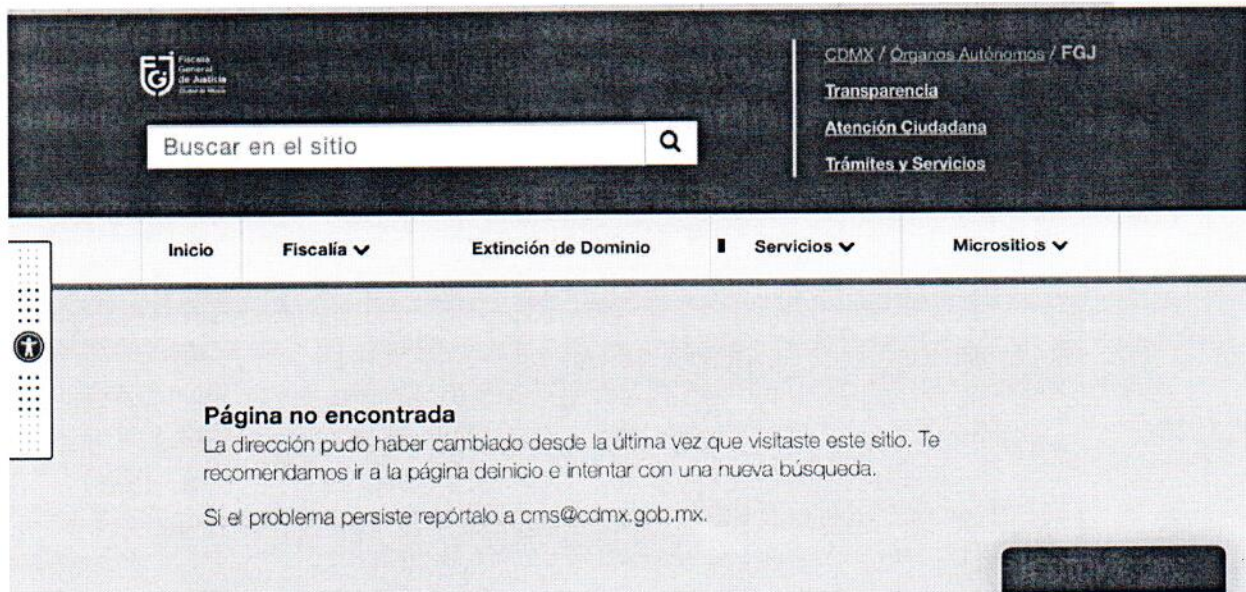 Fiscalía
General
de Justicia
Ciudad de México
CDMX / Órganos Autónomos / FGJ
Transparencia
Atención Ciudadana
Trámites y Servicios
Buscar en el sitio
Inicio
Fiscalía
Extinción de Dominio
Servicios
Micrositios
Página no encontrada
La dirección pudo haber cambiado desde la última vez que visitaste este sitio. Te
recomendamos ir a la página deinicio e intentar con una nueva búsqueda.
Si el problema persiste repórtalo a cms@cdmx.gob.mx.